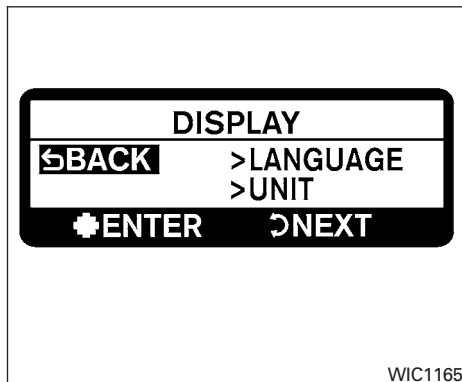 DISPLAY
BACK >LANGUAGE
>UNIT
ENTER NEXT
WIC1165